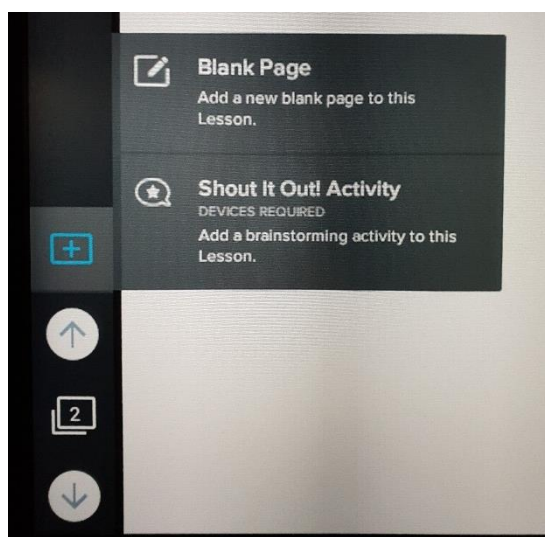 Blank Page
Add a new blank page to this
Lesson.
Shout It Out! Activity
DEVICES REQUIRED
Add a brainstorming activity to this
Lesson.
2